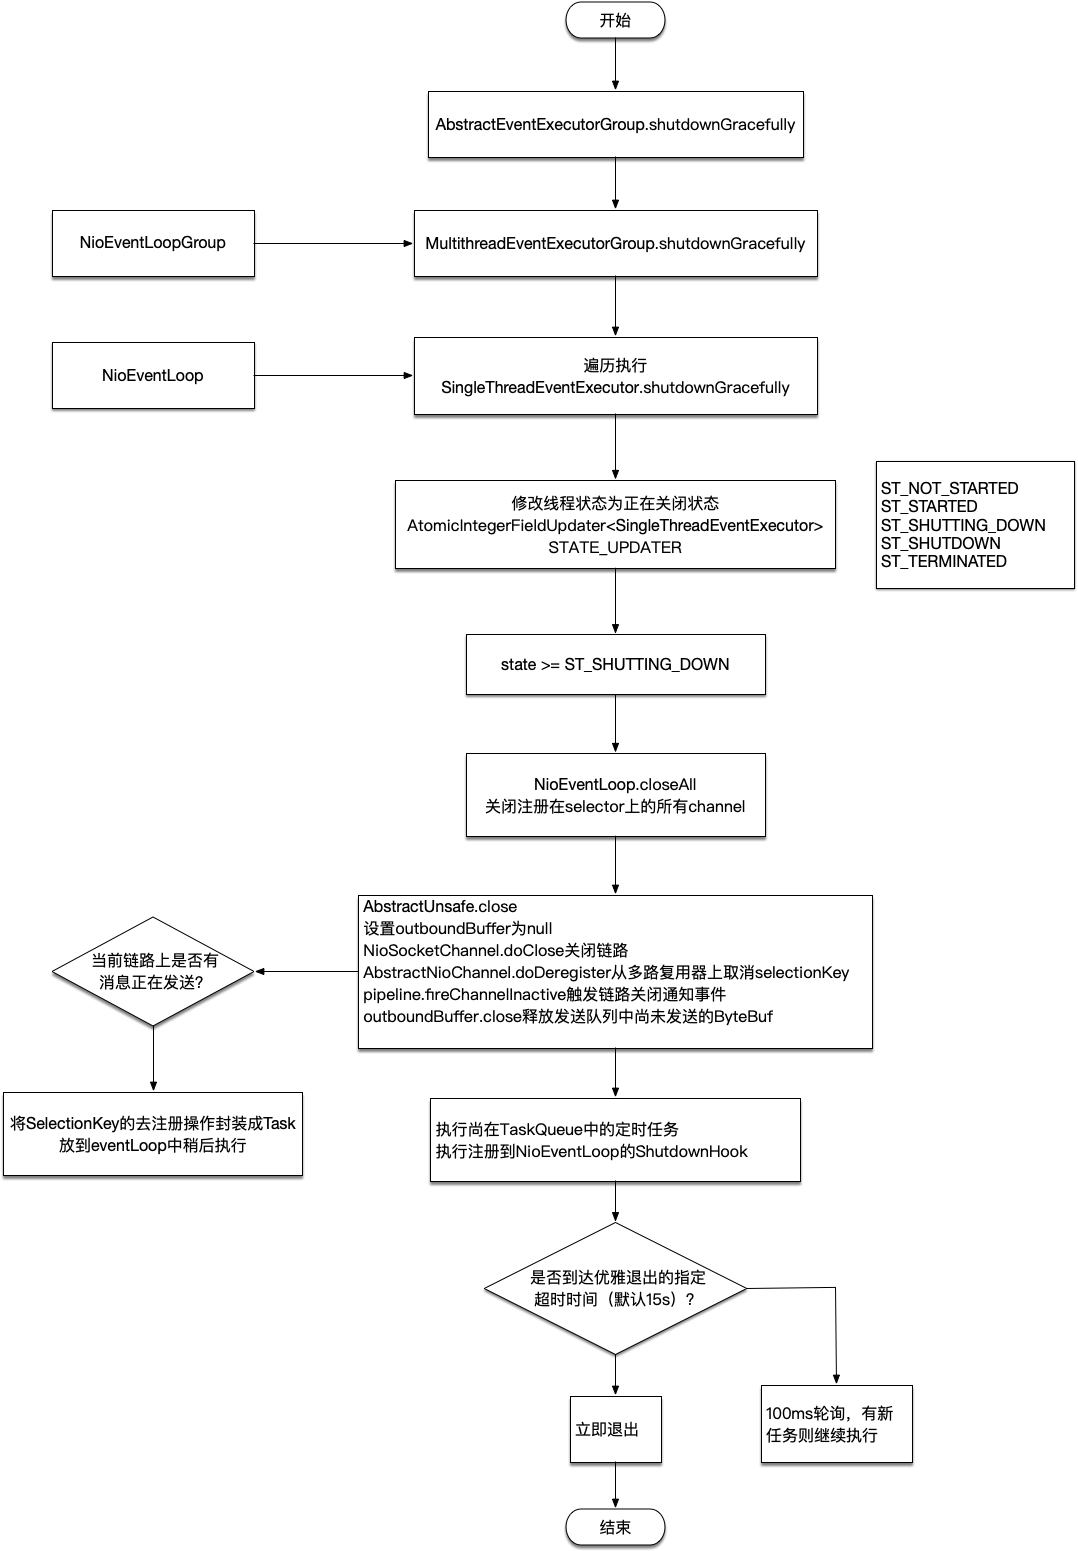 开始
AbstractEventExecutorGroup.shutdownGracefully
NioEventLoopGroup
MultithreadEventExecutorGroup.shutdownGracefully
NioEventLoop
遍历执行
SingleThreadEventExecutor.shutdownGracefully
修改线程状态为正在关闭状态
AtomicIntegerFieldUpdater<SingleThreadEventExecutor>
STATE_UPDATER
ST_NOT_STARTED
ST_STARTED
ST_SHUTTING_DOWN
ST_SHUTDOWN
ST_TERMINATED
state >= ST_SHUTTING_DOWN
NioEventLoop.closeAll
关闭注册在selector上的所有channel
AbstractUnsafe.close
设置outboundBuffer为null
NioSocketChannel.doClose关闭链路
AbstractNioChannel.doDeregister从多路复用器上取消selectionKey
pipeline.fireChannelInactive触发链路关闭通知事件
outboundBuffer.close释放发送队列中尚未发送的ByteBuf
当前链路上是否有
消息正在发送？
将SelectionKey的去注册操作封装成Task
放到eventLoop中稍后执行
执行尚在TaskQueue中的定时任务
执行注册到NioEventLoop的ShutdownHook
是否到达优雅退出的指定
超时时间（默认15s）？
立即退出
100ms轮询，有新
任务则继续执行
结束